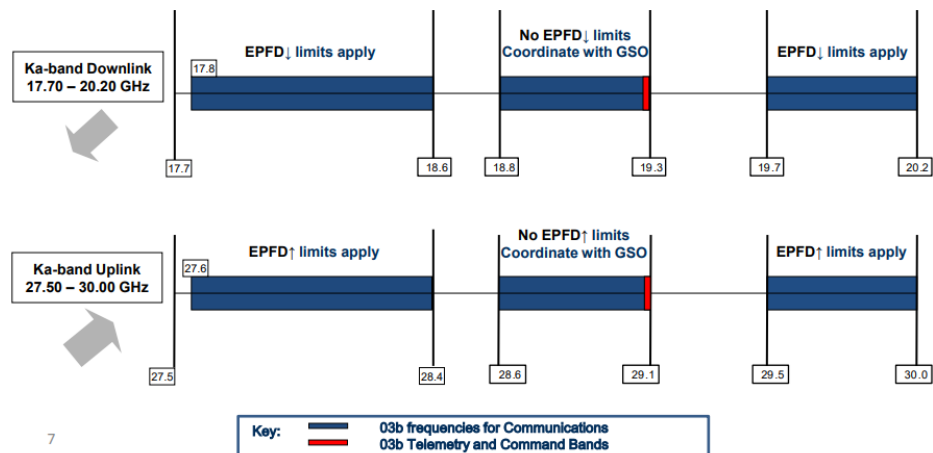 EPFD↓ limits apply
No EPFD↓ limits
Coordinate with GSO
EPFD↓ limits apply
Ka-band Downlink
17.70 – 20.20 GHz
17.8
17.7
18.6
18.8
19.3
19.7
20.2
EPFD↑ limits apply
No EPFD↑ limits
Coordinate with GSO
EPFD↑ limits apply
Ka-band Uplink
27.50 – 30.00 GHz
27.6
27.5
28.4
28.6
29.1
29.5
30.0
7
Key:
03b frequencies for Communications
03b Telemetry and Command Bands